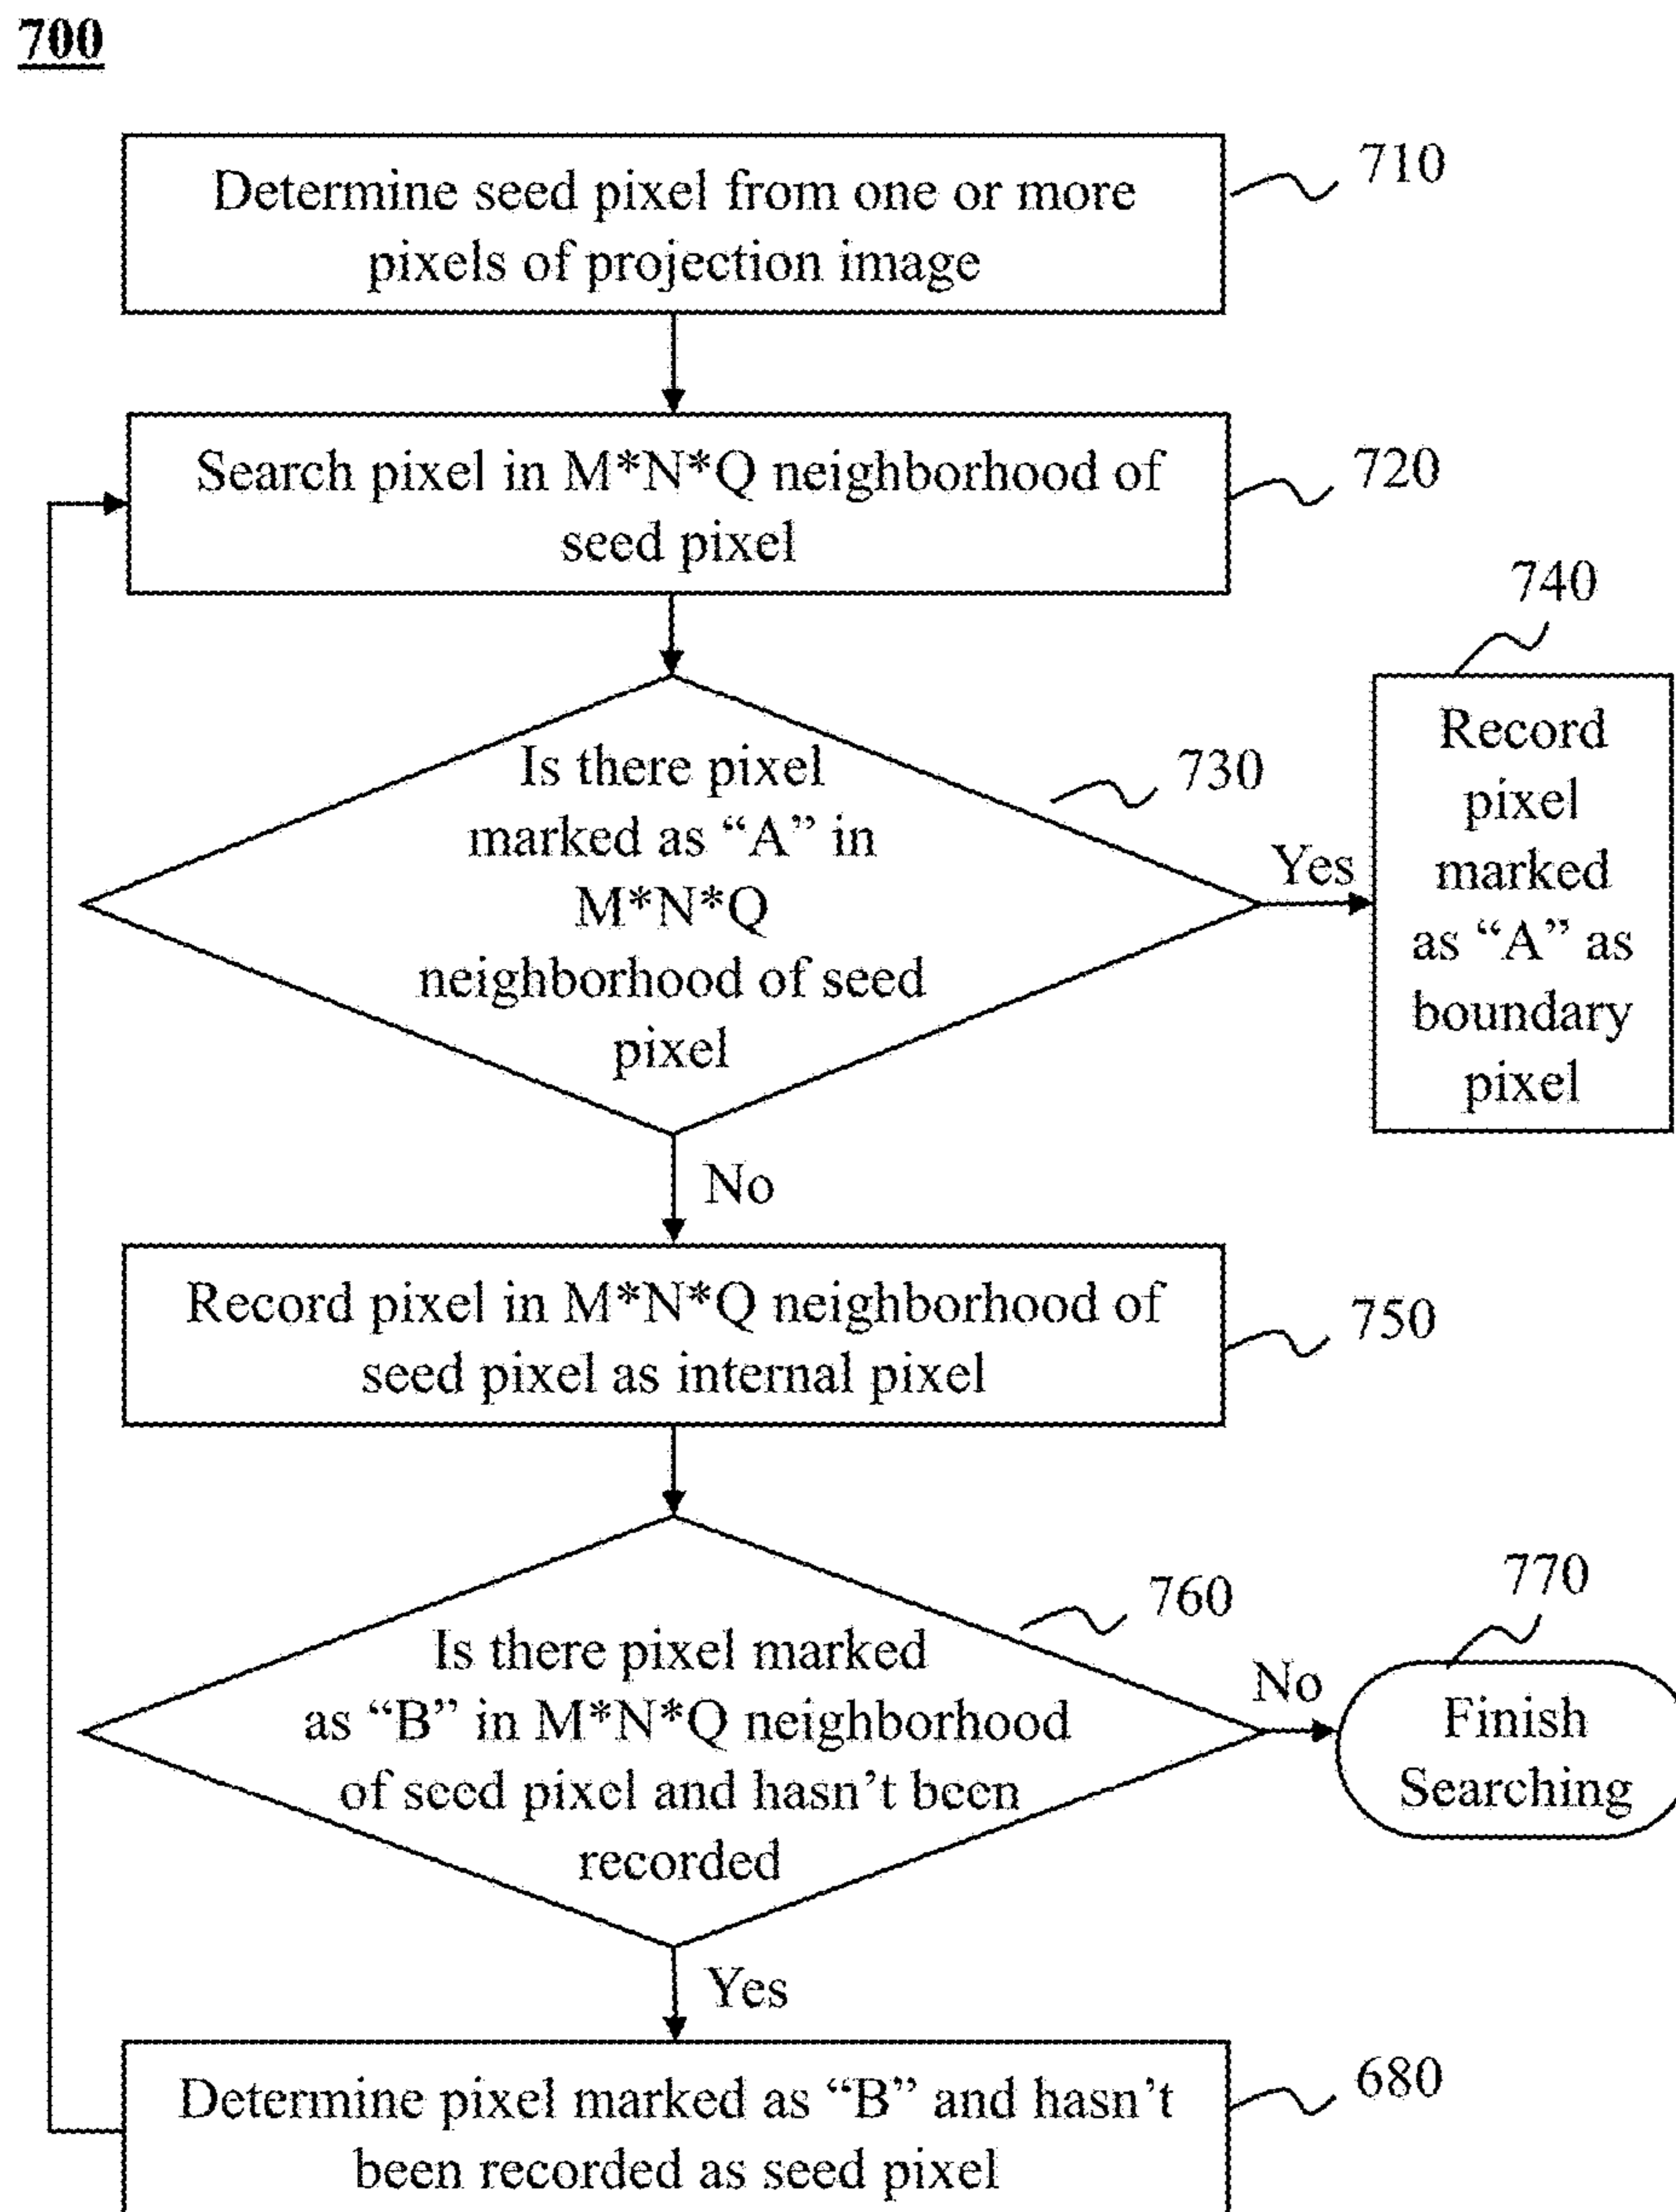 700
Determine seed pixel from one or more
pixels of projection image
710
Search pixel in M*N*Q neighborhood of
seed pixel
720
Is there pixel
marked as “A” in
M*N*Q
neighborhood of seed
pixel
730
Yes
740
Record
pixel
marked
as “A” as
boundary
pixel
No
Record pixel in M*N*Q neighborhood of
seed pixel as internal pixel
750
Is there pixel marked
as “B” in M*N*Q neighborhood
of seed pixel and hasn’t been
recorded
760
No
770
Finish
Searching
Yes
Determine pixel marked as “B” and hasn’t
been recorded as seed pixel
680